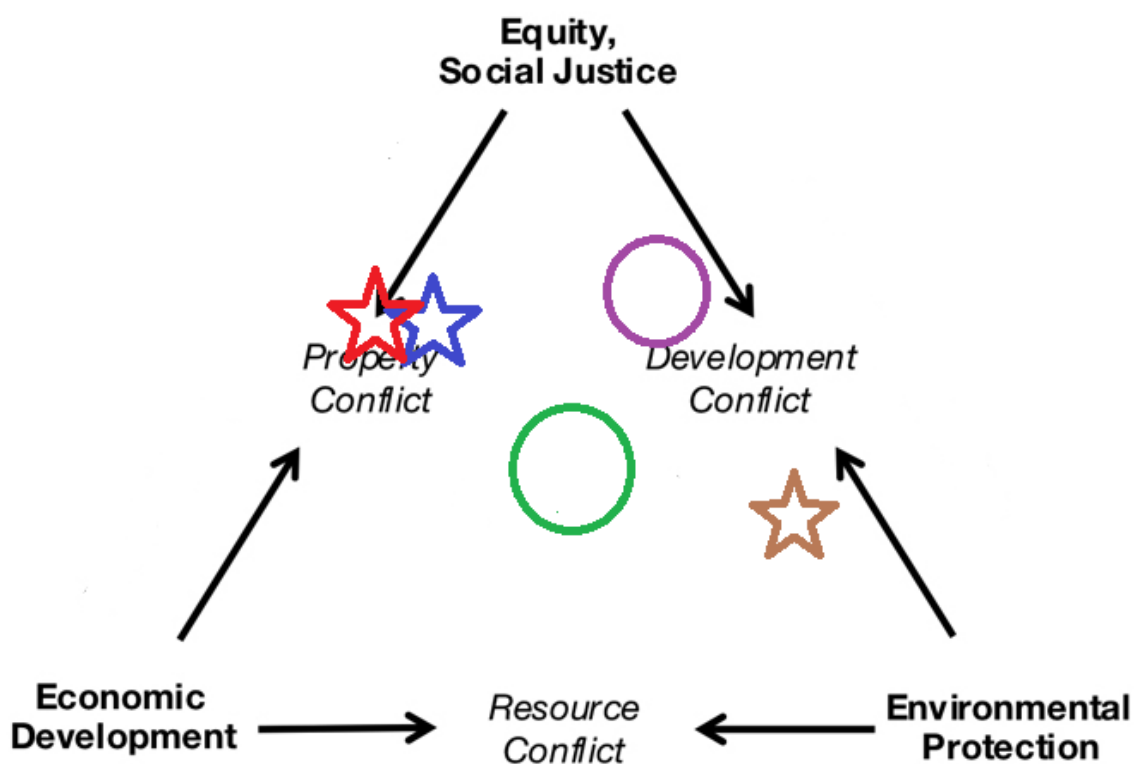 Equity,
Social Justice
Property
Conflict
Development
Conflict
Economic
Development
Resource
Conflict
Environmental
Protection